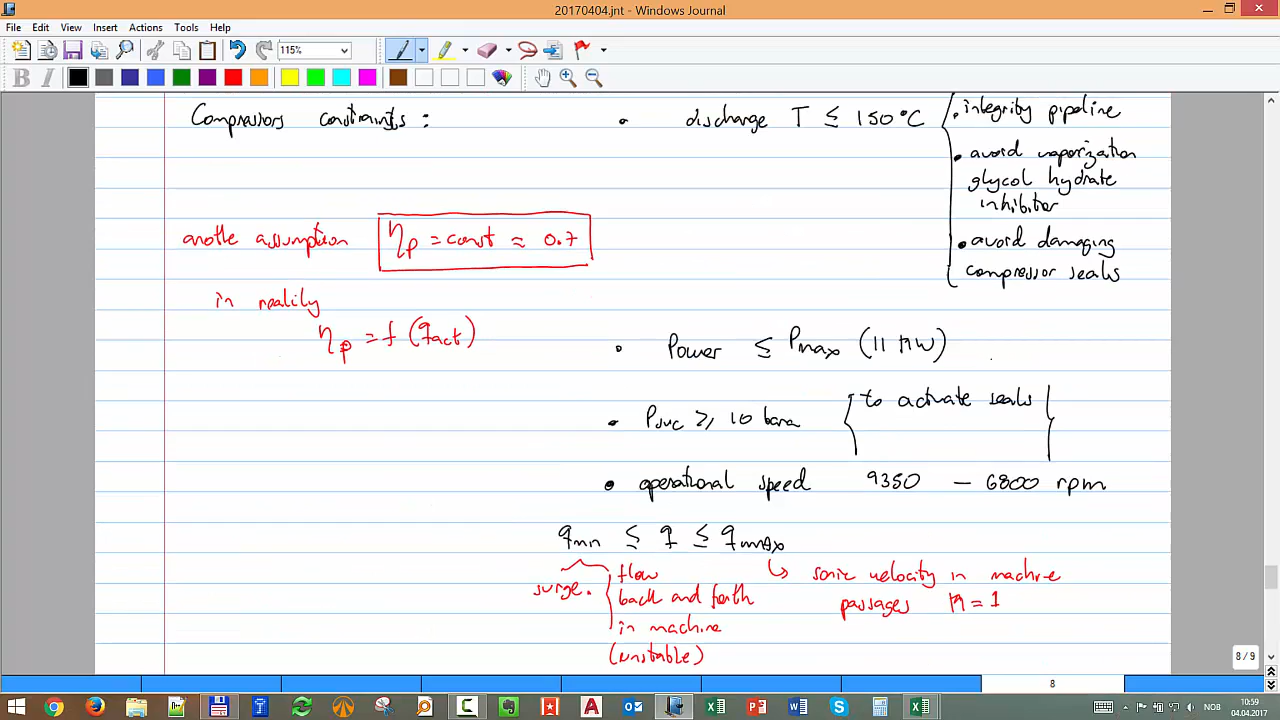 20170404.jnt - Windows Journal
File Edit View Insert Actions Tools Help
115%
Compressors constraints :
• discharge T ≤ 150°C
• integrity pipeline
• avoid vaporization
glycol hydrate
inhibitor
• avoid damaging
compressor seals
anothe assumption ηp = const ≈ 0.7
in reality
ηp = f (qact)
• Power ≤ Pmax (11 MW)
• Psuc ≥ 10 bara
to activate seals
• operational speed 9350 – 6800 rpm
qmin ≤ q ≤ qmax
surge.
flow
back and forth
in machine
(unstable)
↳ sonic velocity in machine
passages M = 1
8 / 9
8
NOB
10:59
04.04.2017